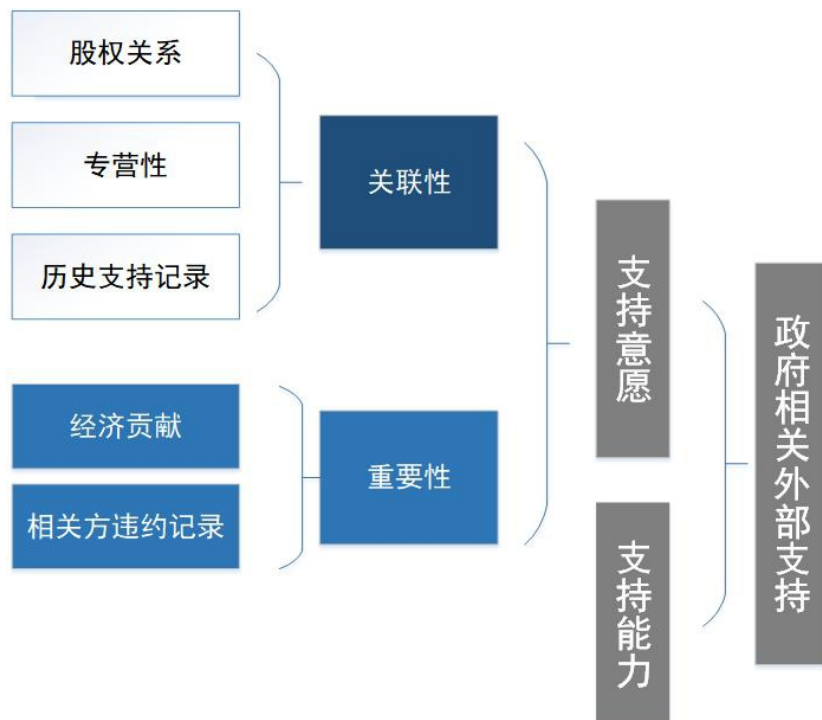 股权关系
专营性
历史支持记录
关联性
经济贡献
相关方违约记录
重要性
支持意愿
支持能力
政府相关外部支持